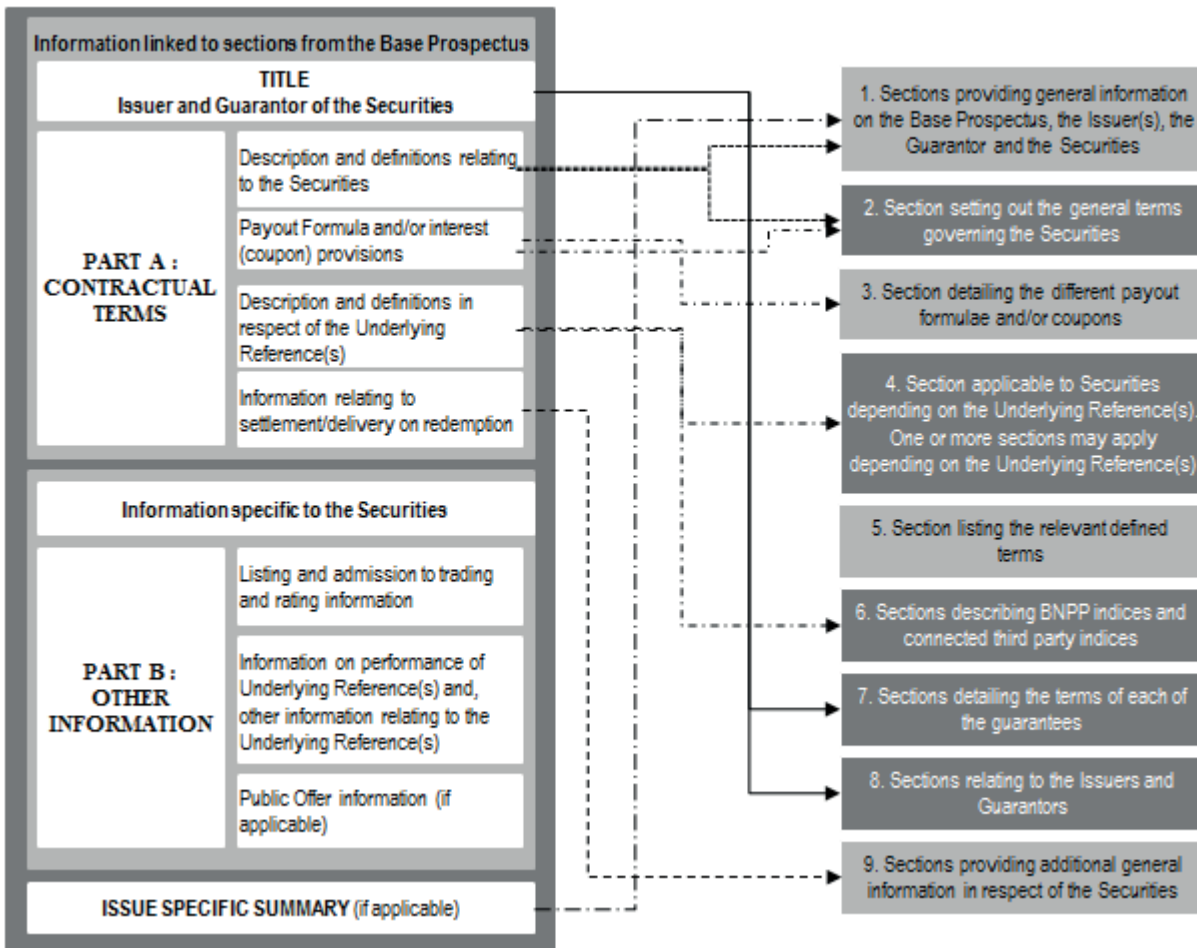 Information linked to sections from the Base Prospectus
TITLE
Issuer and Guarantor of the Securities
PART A :
CONTRACTUAL
TERMS
Description and definitions relating
to the Securities
Payout Formula and/or interest
(coupon) provisions
Description and definitions in
respect of the Underlying
Reference(s)
Information relating to
settlement/delivery on redemption
Information specific to the Securities
PART B :
OTHER
INFORMATION
Listing and admission to trading
and rating information
Information on performance of
Underlying Reference(s) and,
other information relating to the
Underlying Reference(s)
Public Offer information (if
applicable)
ISSUE SPECIFIC SUMMARY (if applicable)
1. Sections providing general information
on the Base Prospectus, the Issuer(s), the
Guarantor and the Securities
2. Section setting out the general terms
governing the Securities
3. Section detailing the different payout
formulae and/or coupons
4. Section applicable to Securities
depending on the Underlying Reference(s).
One or more sections may apply
depending on the Underlying Reference(s)
5. Section listing the relevant defined
terms
6. Sections describing BNPP indices and
connected third party indices
7. Sections detailing the terms of each of
the guarantees
8. Sections relating to the Issuers and
Guarantors
9. Sections providing additional general
information in respect of the Securities